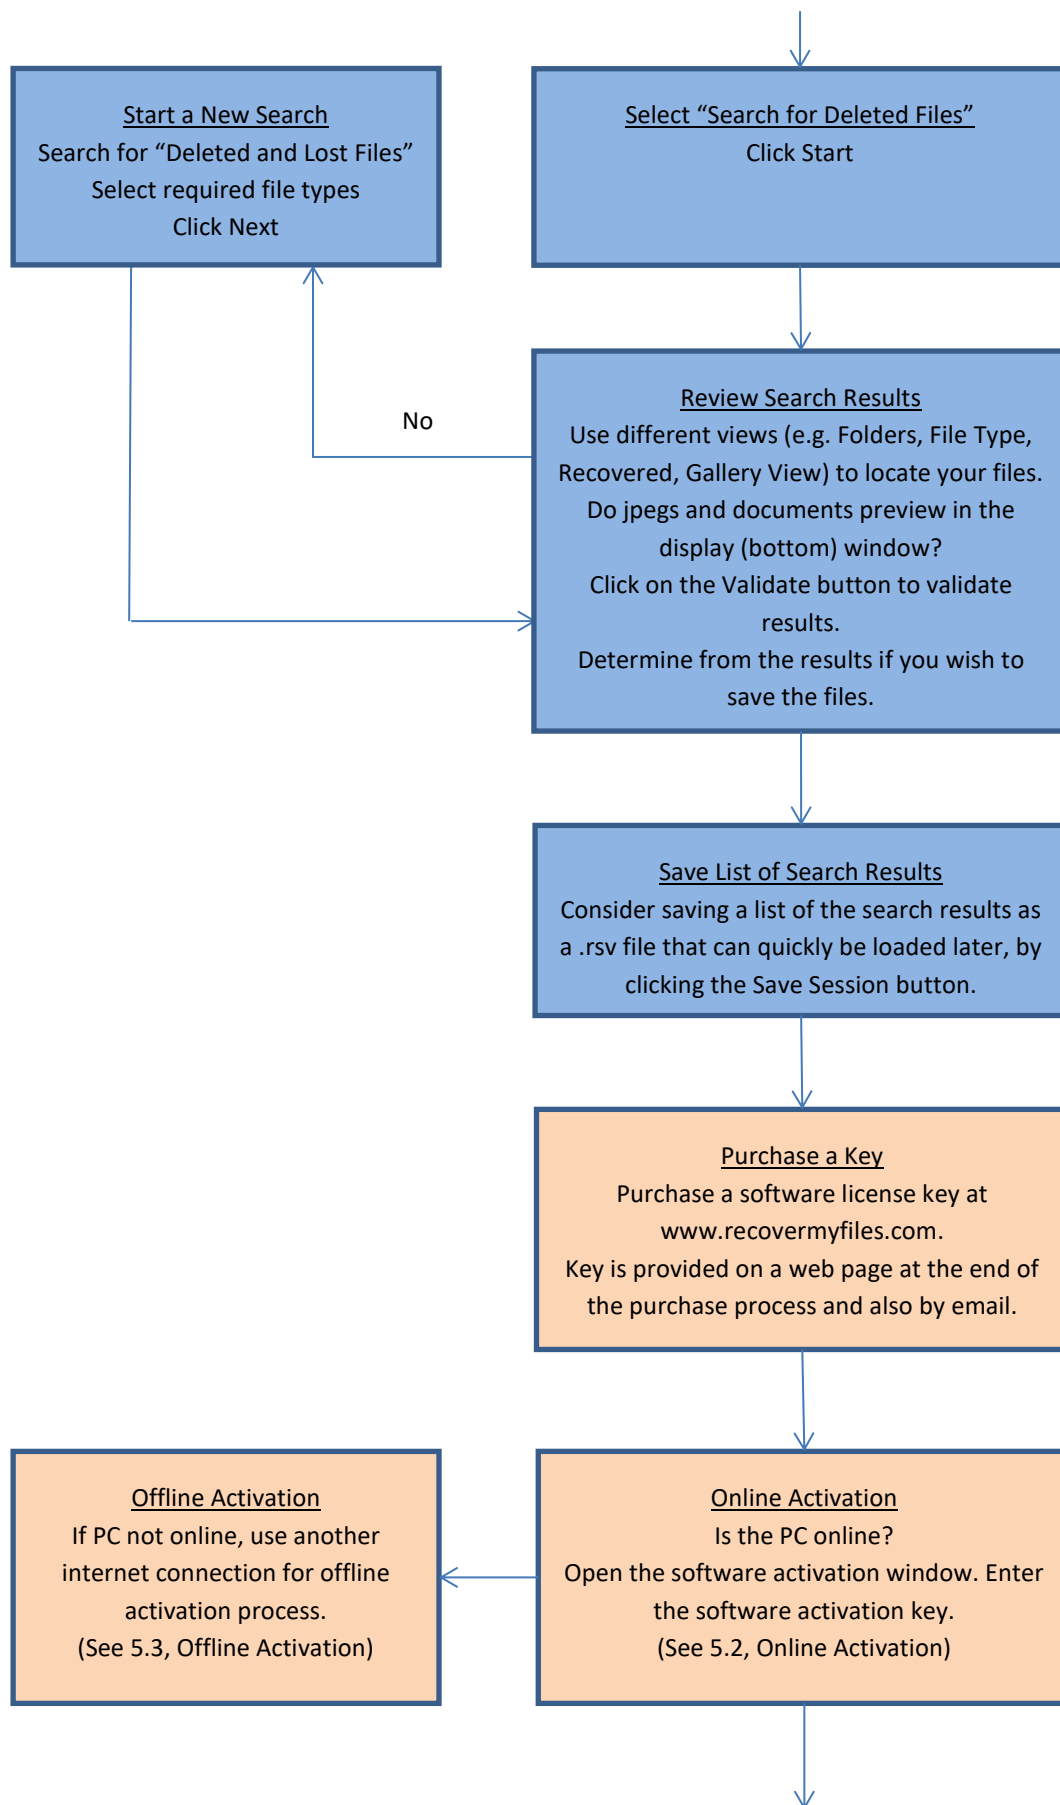 Start a New Search
Search for “Deleted and Lost Files”
Select required file types
Click Next
Select “Search for Deleted Files”
Click Start
No
Review Search Results
Use different views (e.g. Folders, File Type,
Recovered, Gallery View) to locate your files.
Do jpegs and documents preview in the
display (bottom) window?
Click on the Validate button to validate
results.
Determine from the results if you wish to
save the files.
Save List of Search Results
Consider saving a list of the search results as
a .rsv file that can quickly be loaded later, by
clicking the Save Session button.
Purchase a Key
Purchase a software license key at
www.recovermyfiles.com.
Key is provided on a web page at the end of
the purchase process and also by email.
Offline Activation
If PC not online, use another
internet connection for offline
activation process.
(See 5.3, Offline Activation)
Online Activation
Is the PC online?
Open the software activation window. Enter
the software activation key.
(See 5.2, Online Activation)